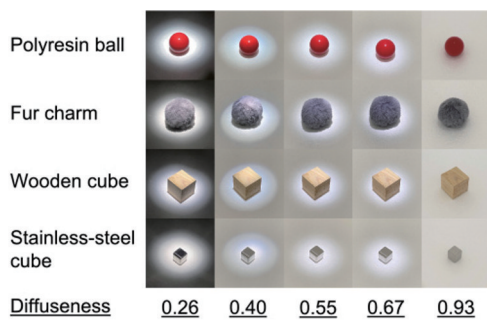 Polyresin ball
Fur charm
Wooden cube
Stainless-steel
cube
Diffuseness 0.26 0.40 0.55 0.67 0.93